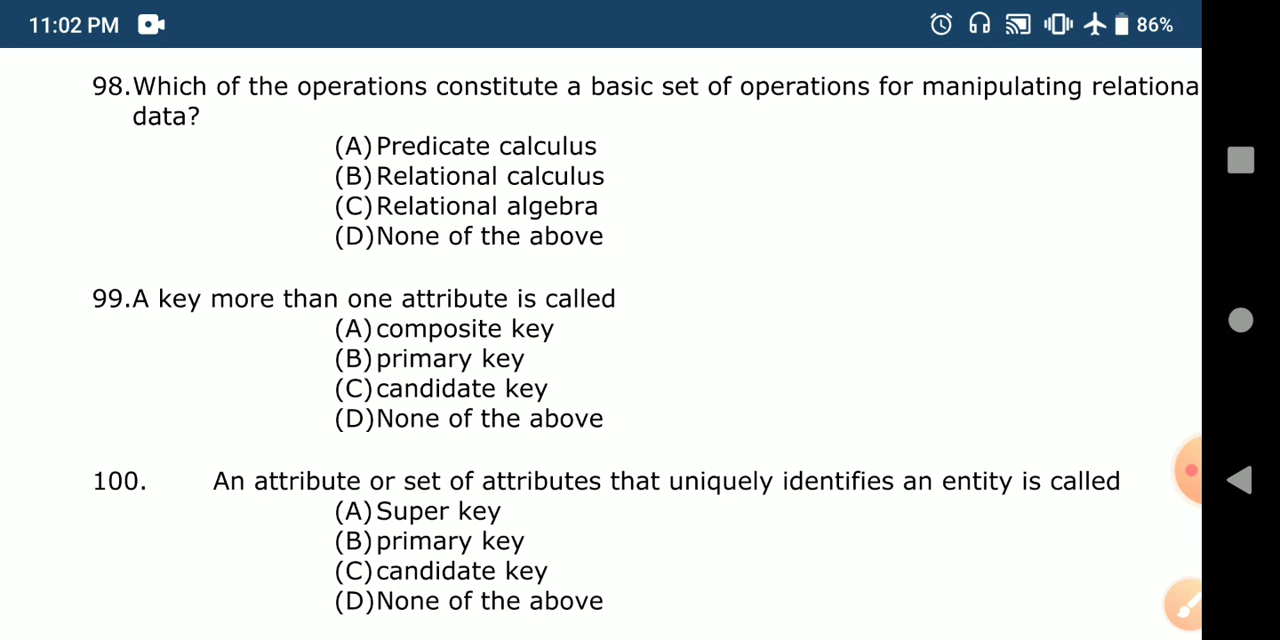 11:02 PM 86%
98.Which of the operations constitute a basic set of operations for manipulating relationa
data?
(A)Predicate calculus
(B)Relational calculus
(C)Relational algebra
(D)None of the above
99.A key more than one attribute is called
(A)composite key
(B)primary key
(C)candidate key
(D)None of the above
100. An attribute or set of attributes that uniquely identifies an entity is called
(A)Super key
(B)primary key
(C)candidate key
(D)None of the above